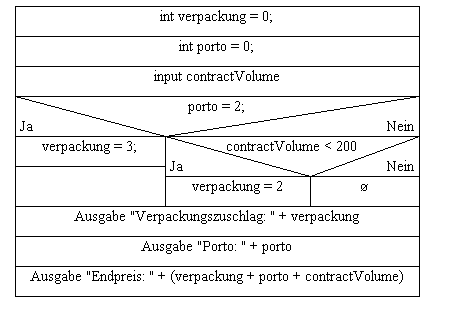 int verpackung = 0;
int porto = 0;
input contractVolume
porto = 2;
Ja
Nein
verpackung = 3;
contractVolume < 200
Ja
Nein
verpackung = 2
ø
Ausgabe "Verpackungszuschlag: " + verpackung
Ausgabe "Porto: " + porto
Ausgabe "Endpreis: " + (verpackung + porto + contractVolume)